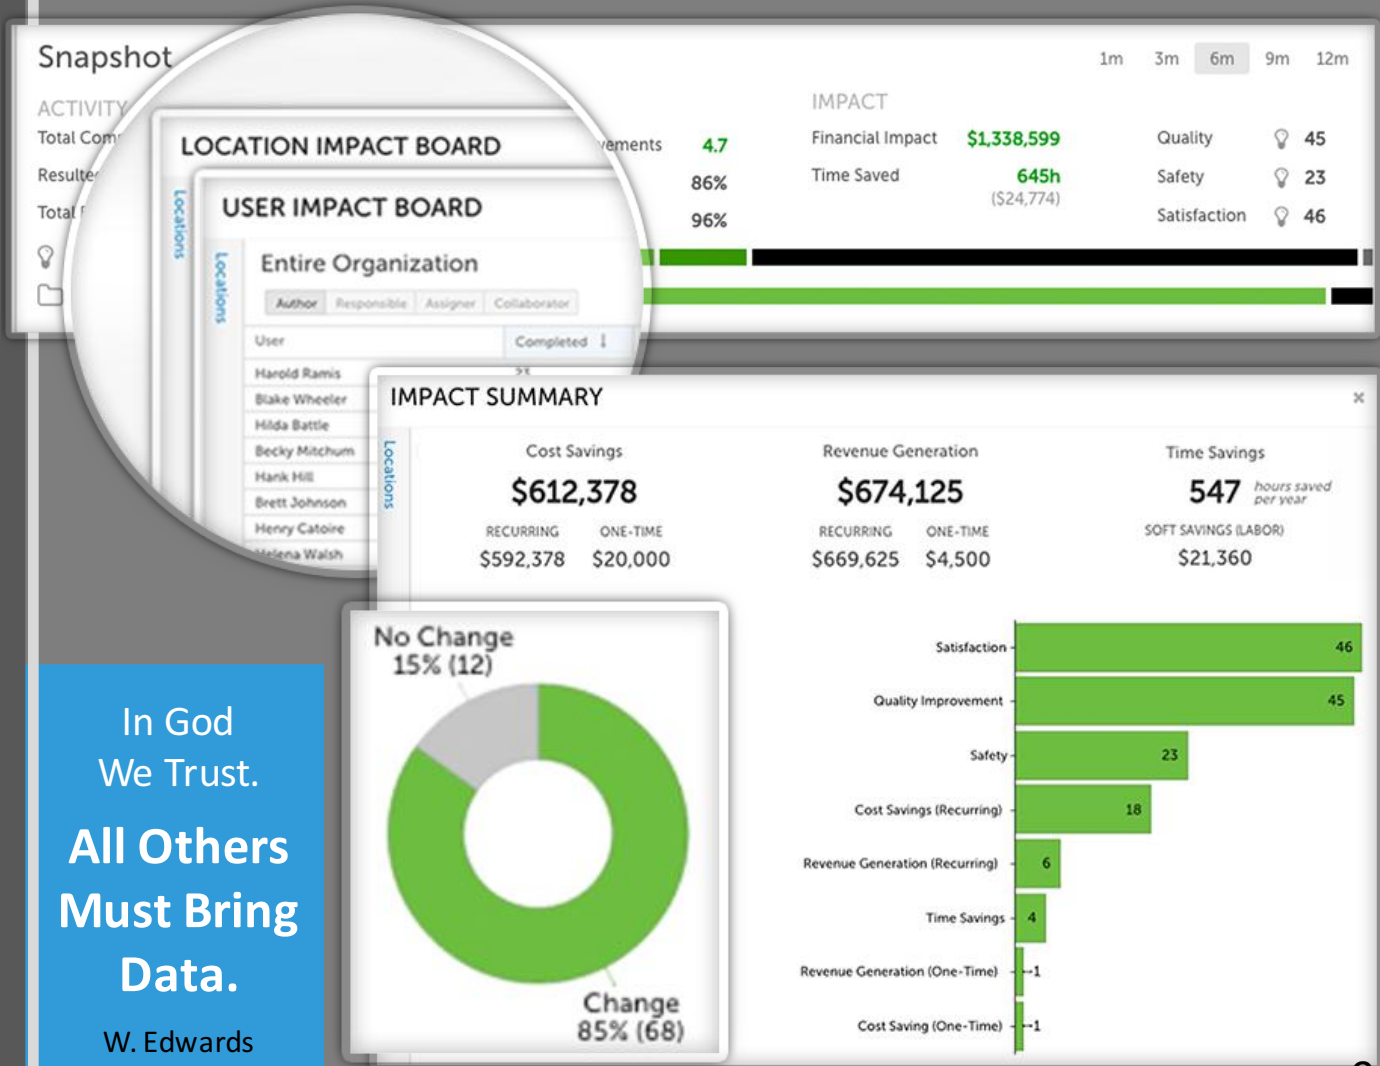 Snapshot
1m 3m 6m 9m 12m
ACTIVITY
Total
Total
IMPACT
4.7
86%
96%
Financial Impact $1,338,599
Time Saved 645h
($24,774)
Quality 45
Safety 23
Satisfaction 46
LOCATION IMPACT BOARD
Locations
USER IMPACT BOARD
Locations
Entire Organization
Author Responsible Assigner Collaborator
User Completed
Harold Ramis 23
Blake Wheeler
Hilda Battle
Becky Mitchum
Hank Hill
Brett Johnson
Henry Catoire
Helena Walsh
IMPACT SUMMARY ×
Locations
Cost Savings
$612,378
RECURRING ONE-TIME
$592,378 $20,000
Revenue Generation
$674,125
RECURRING ONE-TIME
$669,625 $4,500
Time Savings
547 hours saved
per year
SOFT SAVINGS (LABOR)
$21,360
No Change
15% (12)
Change
85% (68)
Satisfaction 46
Quality Improvement 45
Safety 23
Cost Savings (Recurring) 18
Revenue Generation (Recurring) 6
Time Savings 4
Revenue Generation (One-Time) 1
Cost Saving (One-Time) 1
In God
We Trust.
All Others
Must Bring
Data.
W. Edwards